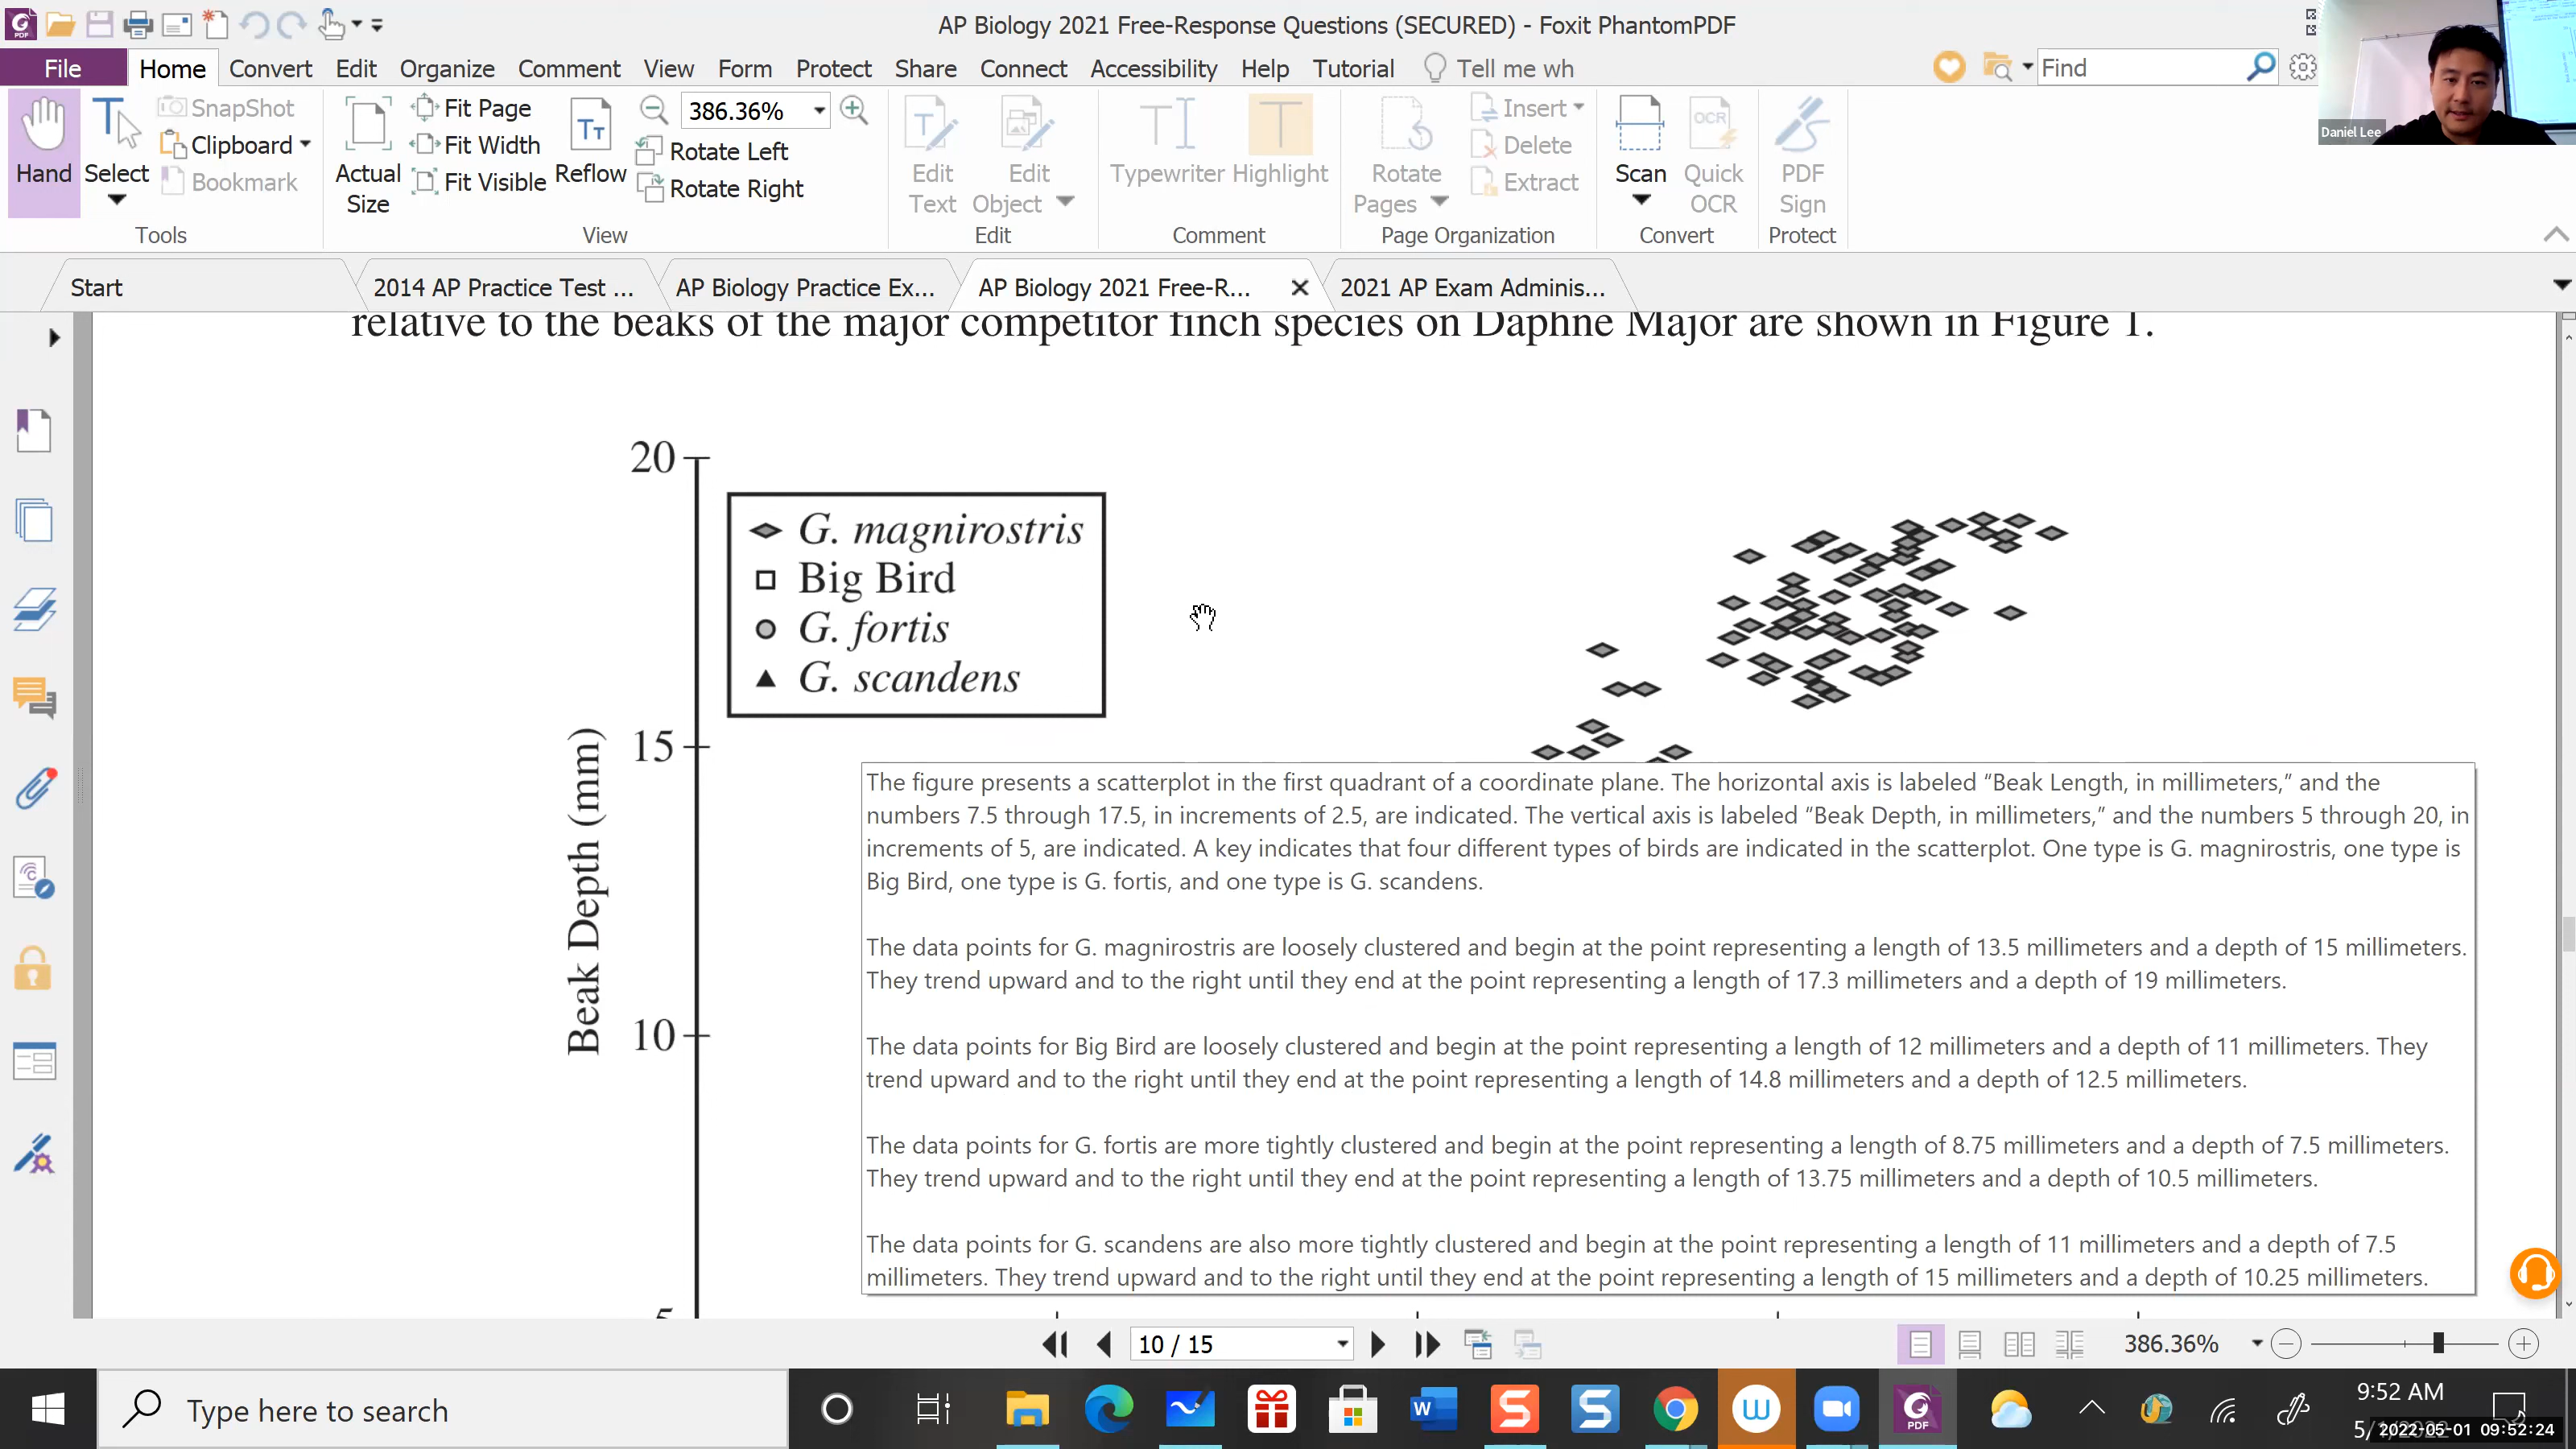 AP Biology 2021 Free-Response Questions (SECURED) - Foxit PhantomPDF
File Home Convert Edit Organize Comment View Form Protect Share Connect Accessibility Help Tutorial Tell me wh Find
Daniel Lee
Hand
Select
SnapShot
Clipboard
Bookmark
Tools
Actual Size
Fit Page
Fit Width
Fit Visible
Reflow
386.36%
Rotate Left
Rotate Right
View
Edit Text
Edit Object
Edit
Typewriter
Highlight
Comment
Rotate Pages
Insert
Delete
Extract
Page Organization
Scan
OCR
Quick OCR
Convert
PDF Sign
Protect
Start
2014 AP Practice Test ...
AP Biology Practice Ex...
AP Biology 2021 Free-R...
2021 AP Exam Adminis...
relative to the beaks of the major competitor finch species on Daphne Major are shown in Figure 1.
20
G. magnirostris
Big Bird
G. fortis
G. scandens
15
Beak Depth (mm)
10
5
The figure presents a scatterplot in the first quadrant of a coordinate plane. The horizontal axis is labeled “Beak Length, in millimeters,” and the
numbers 7.5 through 17.5, in increments of 2.5, are indicated. The vertical axis is labeled “Beak Depth, in millimeters,” and the numbers 5 through 20, in
increments of 5, are indicated. A key indicates that four different types of birds are indicated in the scatterplot. One type is G. magnirostris, one type is
Big Bird, one type is G. fortis, and one type is G. scandens.
The data points for G. magnirostris are loosely clustered and begin at the point representing a length of 13.5 millimeters and a depth of 15 millimeters.
They trend upward and to the right until they end at the point representing a length of 17.3 millimeters and a depth of 19 millimeters.
The data points for Big Bird are loosely clustered and begin at the point representing a length of 12 millimeters and a depth of 11 millimeters. They
trend upward and to the right until they end at the point representing a length of 14.8 millimeters and a depth of 12.5 millimeters.
The data points for G. fortis are more tightly clustered and begin at the point representing a length of 8.75 millimeters and a depth of 7.5 millimeters.
They trend upward and to the right until they end at the point representing a length of 13.75 millimeters and a depth of 10.5 millimeters.
The data points for G. scandens are also more tightly clustered and begin at the point representing a length of 11 millimeters and a depth of 7.5
millimeters. They trend upward and to the right until they end at the point representing a length of 15 millimeters and a depth of 10.25 millimeters.
10 / 15
386.36%
Type here to search
9:52 AM
2022-05-01 09:52:24